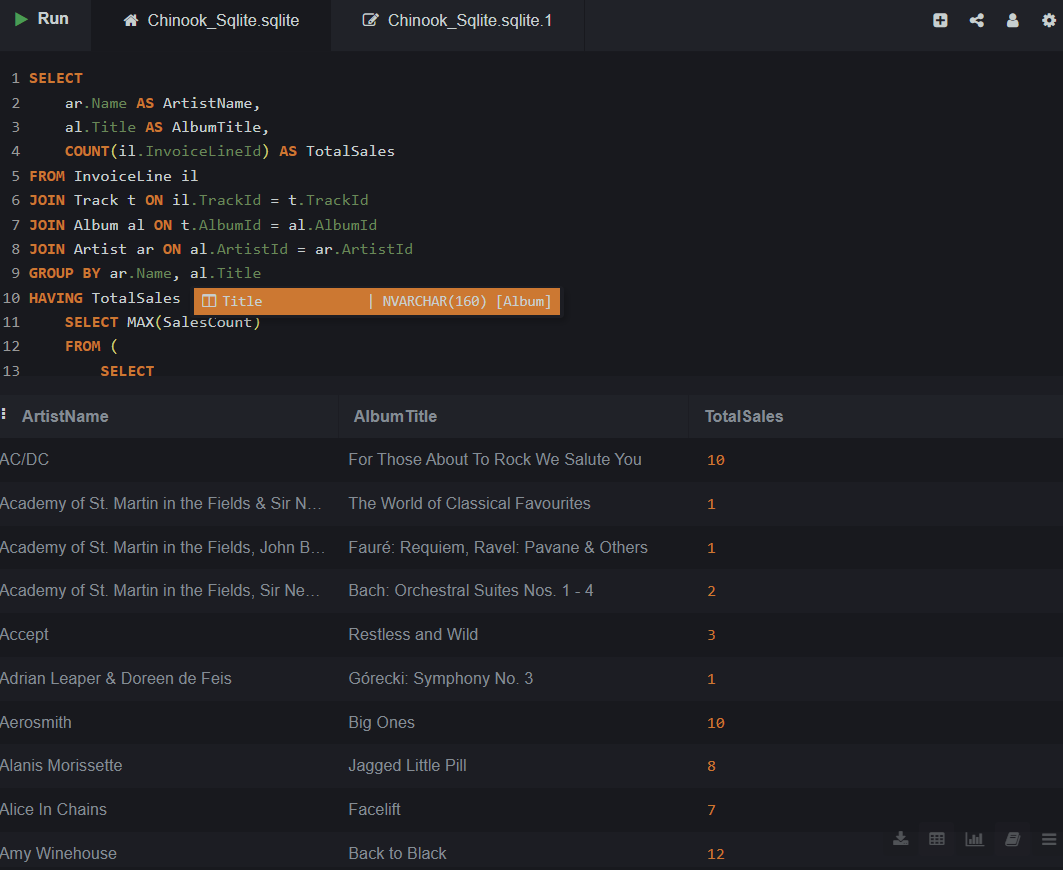 Run
Chinook_Sqlite.sqlite
Chinook_Sqlite.sqlite.1
1 SELECT
2 ar.Name AS ArtistName,
3 al.Title AS AlbumTitle,
4 COUNT(il.InvoiceLineId) AS TotalSales
5 FROM InvoiceLine il
6 JOIN Track t ON il.TrackId = t.TrackId
7 JOIN Album al ON t.AlbumId = al.AlbumId
8 JOIN Artist ar ON al.ArtistId = ar.ArtistId
9 GROUP BY ar.Name, al.Title
10 HAVING TotalSales
Title | NVARCHAR(160) [Album]
11 SELECT MAX(SalesCount)
12 FROM (
13 SELECT
ArtistName AlbumTitle TotalSales
AC/DC For Those About To Rock We Salute You 10
Academy of St. Martin in the Fields & Sir N… The World of Classical Favourites 1
Academy of St. Martin in the Fields, John B… Fauré: Requiem, Ravel: Pavane & Others 1
Academy of St. Martin in the Fields, Sir Ne… Bach: Orchestral Suites Nos. 1 - 4 2
Accept Restless and Wild 3
Adrian Leaper & Doreen de Feis Górecki: Symphony No. 3 1
Aerosmith Big Ones 10
Alanis Morissette Jagged Little Pill 8
Alice In Chains Facelift 7
Amy Winehouse Back to Black 12